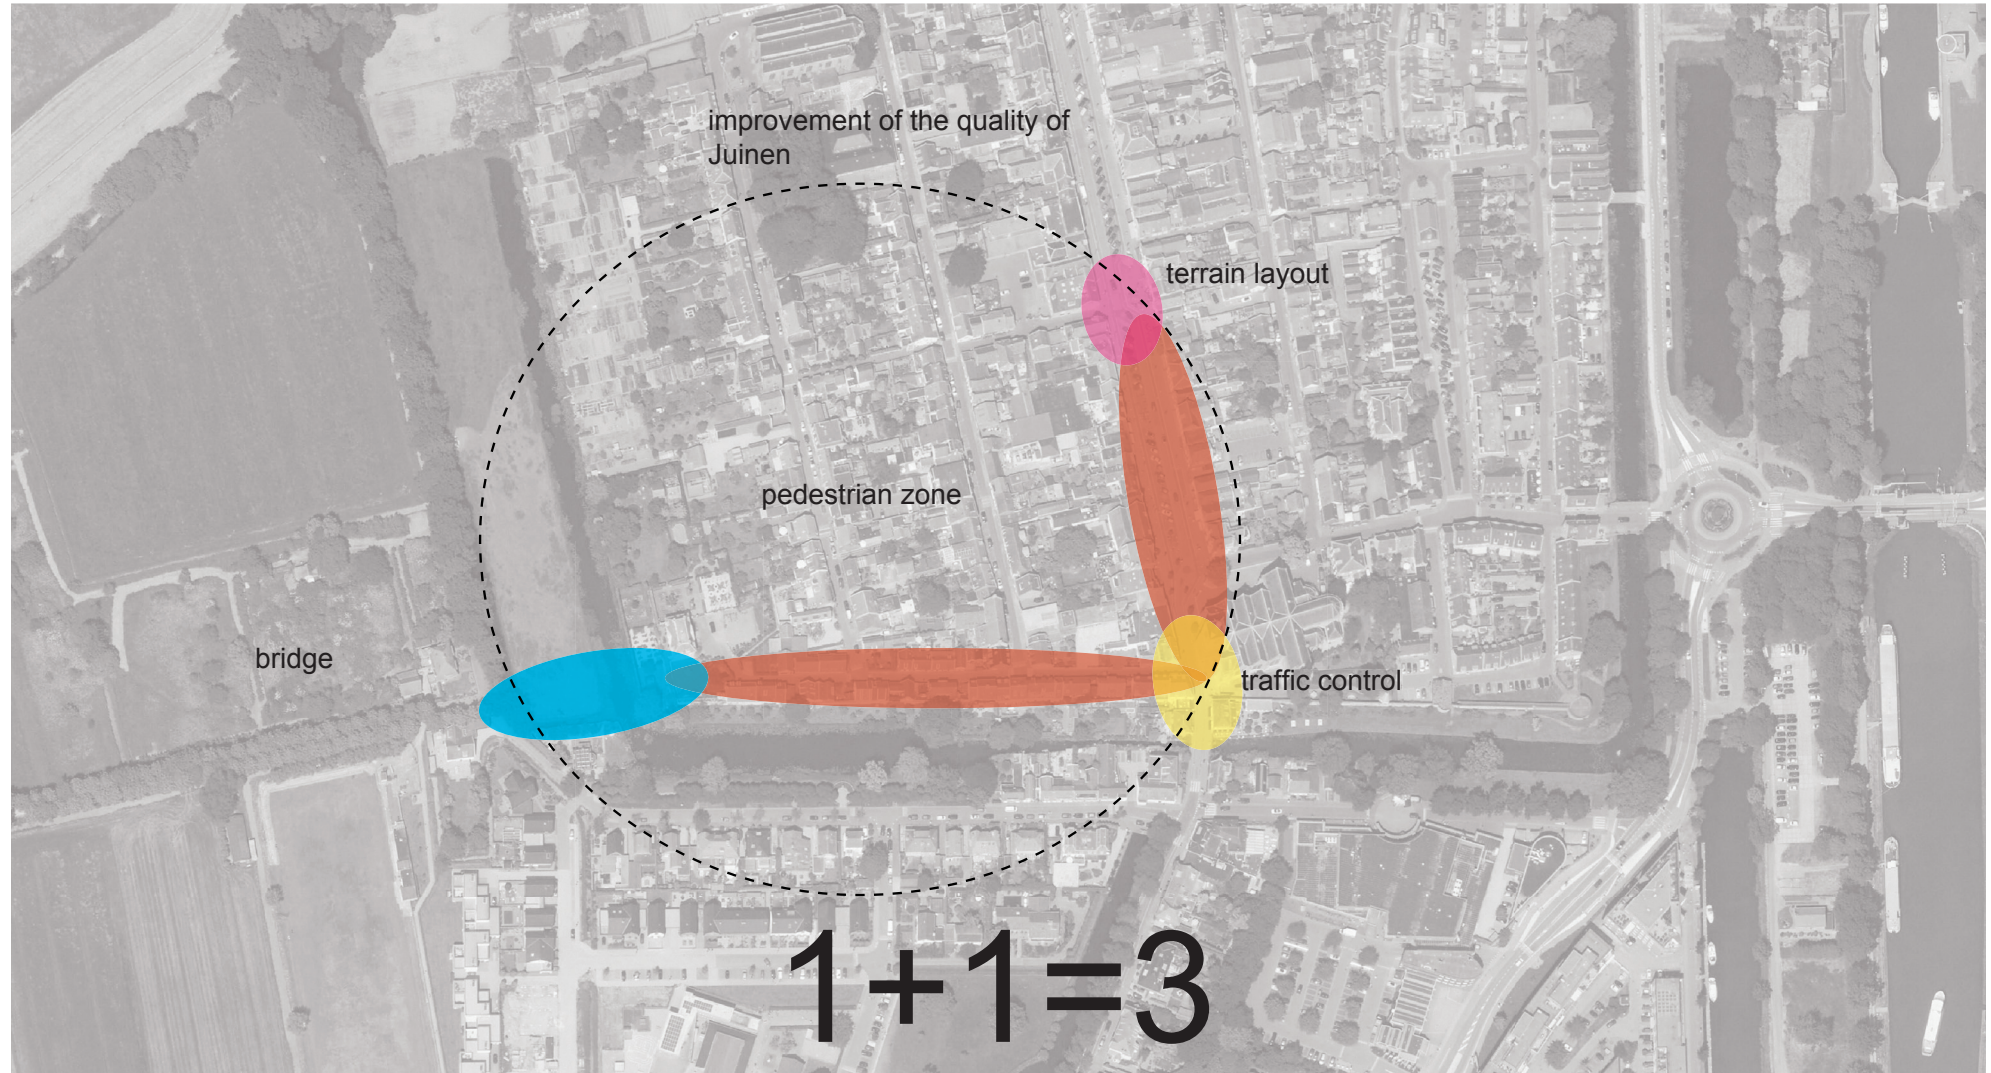 improvement of the quality of
Juinen
terrain layout
pedestrian zone
bridge
traffic control
1+1=3